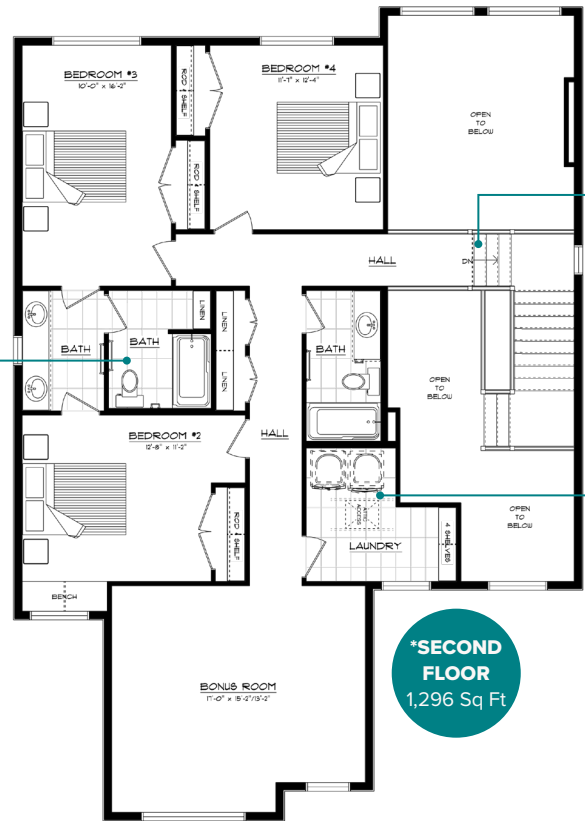 BEDROOM #3
10'-0" x 16'-2"
ROD & SHELF
BEDROOM #4
11'-7" x 12'-4"
OPEN
TO
BELOW
ROD & SHELF
HALL
DN
LINEN
BATH
BATH
LINEN
LINEN
BATH
OPEN
TO
BELOW
BEDROOM #2
12'-8" x 11'-2"
HALL
ROD & SHELF
ATTIC
ACCESS
LAUNDRY
4 SHELVES
OPEN
TO
BELOW
BENCH
BONUS ROOM
17'-0" x 15'-2"/13'-2"
*SECOND
FLOOR
1,296 Sq Ft